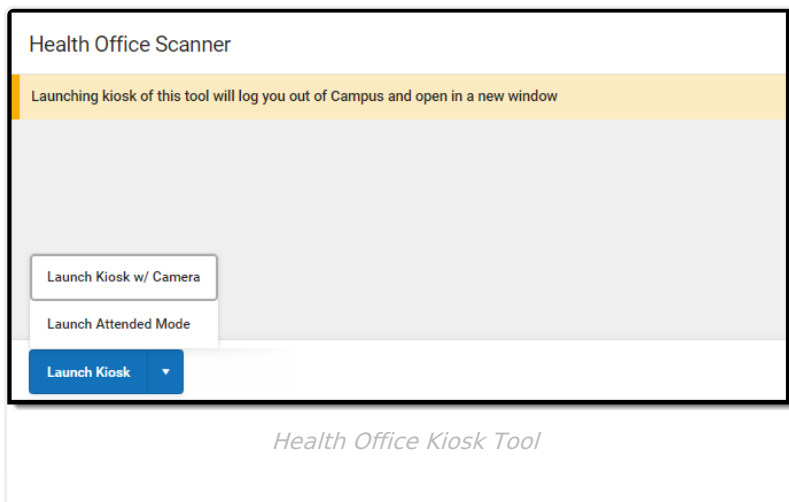 Health Office Scanner
Launching kiosk of this tool will log you out of Campus and open in a new window
Launch Kiosk w/ Camera
Launch Attended Mode
Launch Kiosk
Health Office Kiosk Tool